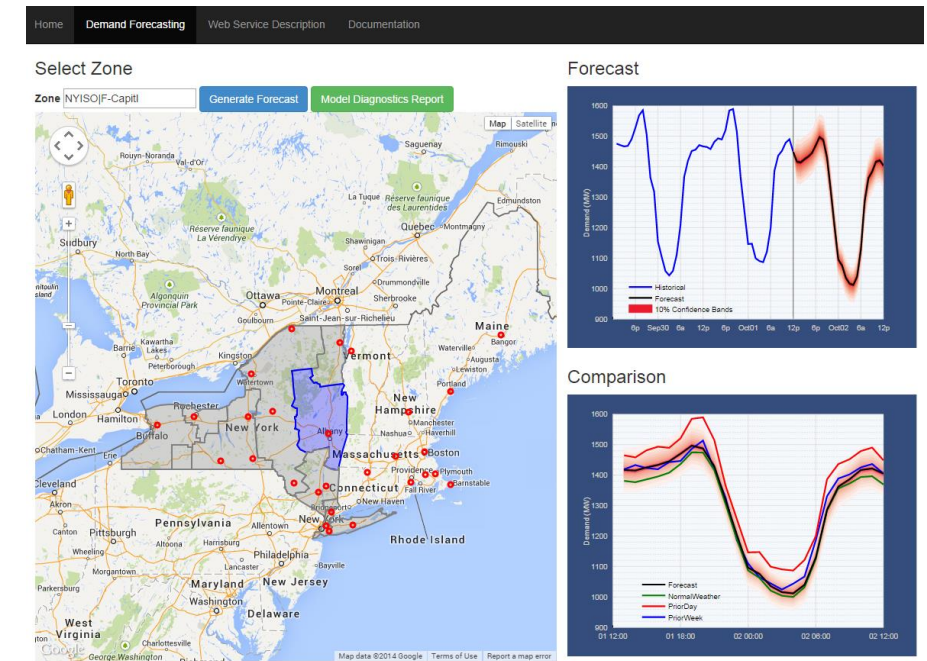 Home Demand Forecasting Web Service Description Documentation
Select Zone
Zone NYISO|F-Capitl Generate Forecast Model Diagnostics Report
Map Satellite
Saguenay
Rimouski
Rouyn-Noranda
Val-d'Or
La Tuque
Réserve faunique
des Laurentides
Edmundston
Réserve faunique
La Vérendrye
Quebec
Montmagny
Sudbury
Shawinigan
North Bay
Trois-Rivières
Sorel
Drummondville
Algonquin
Provincial Park
Ottawa
Montreal
Pointe-Claire
Sherbrooke
Saint-Jean-sur-Richelieu
Goulbourn
Maine
Bangor
Barrie
Kawartha
Lakes
Kingston
Vermont
Waterville
Augusta
Peterborough
Lewiston
Toronto
Watertown
Portland
Mississauga
New
Hampshire
London
Hamilton
Rochester
New York
Manchester
Buffalo
Albany
Nashua
Haverhill
Chatham-Kent
Erie
Massachusetts
Boston
Cleveland
Providence
Plymouth
Connecticut
Fall River
Barnstable
Akron
New Haven
Bridgeport
Pennsylvania
New York
Canton
Pittsburgh
Allentown
Rhode Island
Altoona
Harrisburg
Wheeling
Philadelphia
Lancaster
Bayville
Morgantown
Maryland
New Jersey
Parkersburg
Washington
Delaware
West
Virginia
Charlottesville
Google
George Washington
Map data ©2014 Google Terms of Use Report a map error
Forecast
1600
1500
1400
1300
1200
1100
1000
900
Demand (MW)
Historical
Forecast
10% Confidence Bands
6p Sep30 6a 12p 6p Oct01 6a 12p 6p Oct02 6a 12p
Comparison
1600
1500
1400
1300
1200
1100
1000
900
Demand (MW)
Forecast
NormalWeather
PriorDay
PriorWeek
01 12:00 01 18:00 02 00:00 02 06:00 02 12:00